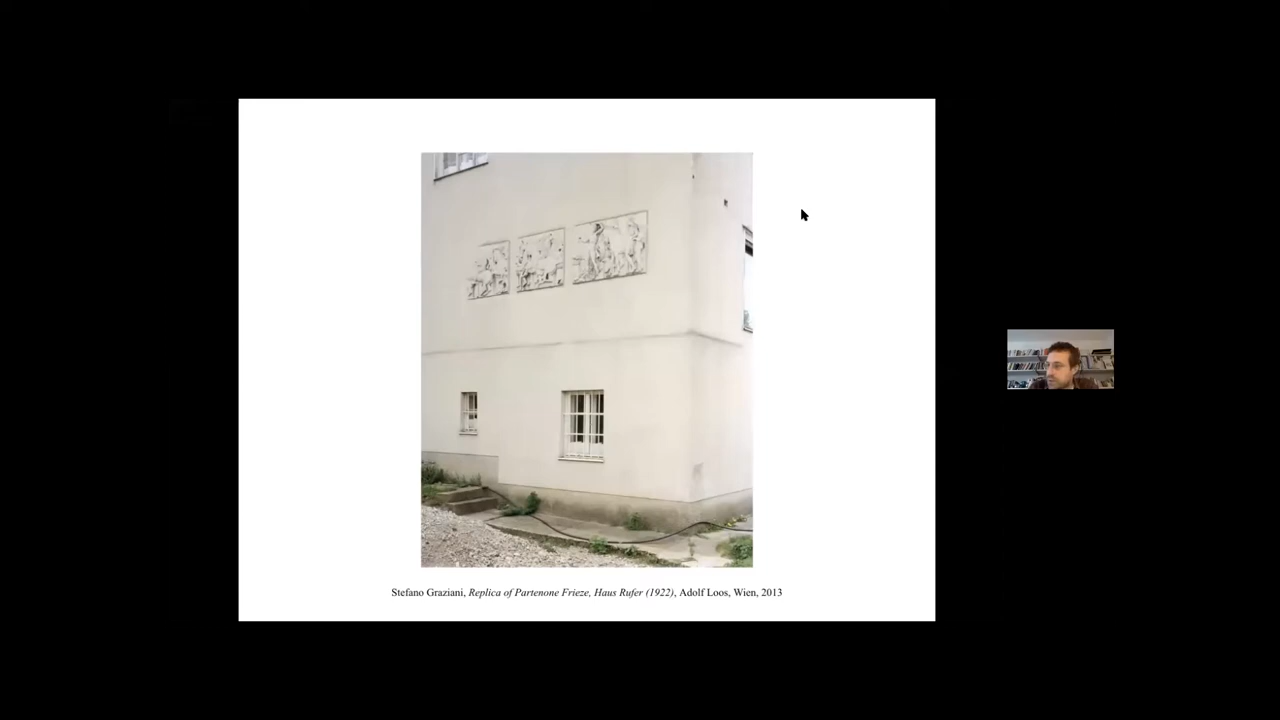 Stefano Graziani, Replica of Partenone Frieze, Haus Rufer (1922), Adolf Loos, Wien, 2013